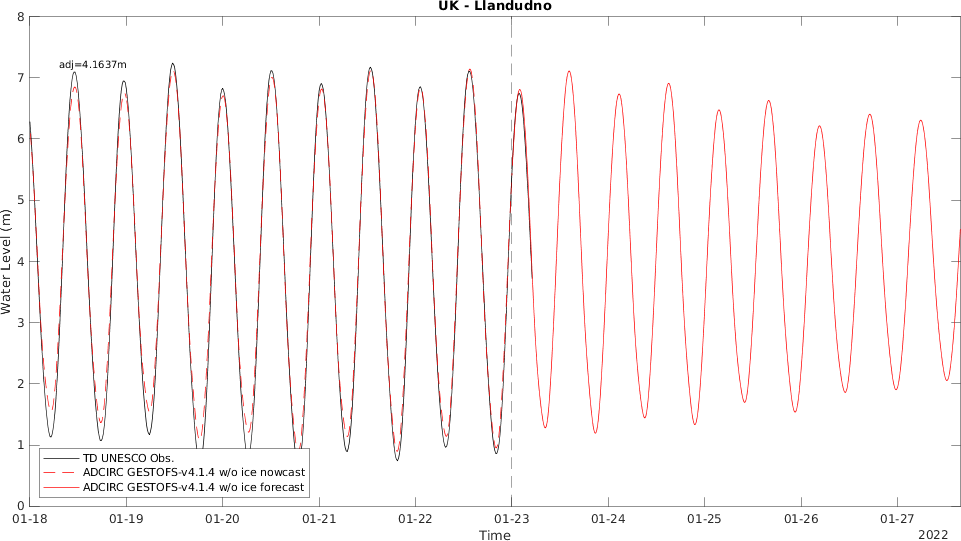 UK - Llandudno
8
adj=4.1637m
7
6
5
4
3
2
1
0
Water Level (m)
TD UNESCO Obs.
ADCIRC GESTOFS-v4.1.4 w/o ice nowcast
ADCIRC GESTOFS-v4.1.4 w/o ice forecast
01-18 01-19 01-20 01-21 01-22 01-23 01-24 01-25 01-26 01-27
Time
2022